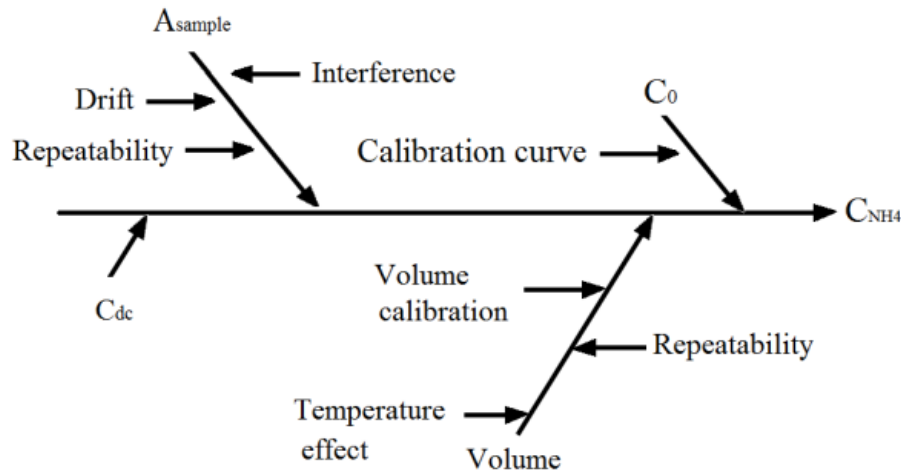 Asample
Interference
Drift
C0
Repeatability
Calibration curve
CNH4
Volume
calibration
Cdc
Repeatability
Temperature
effect
Volume